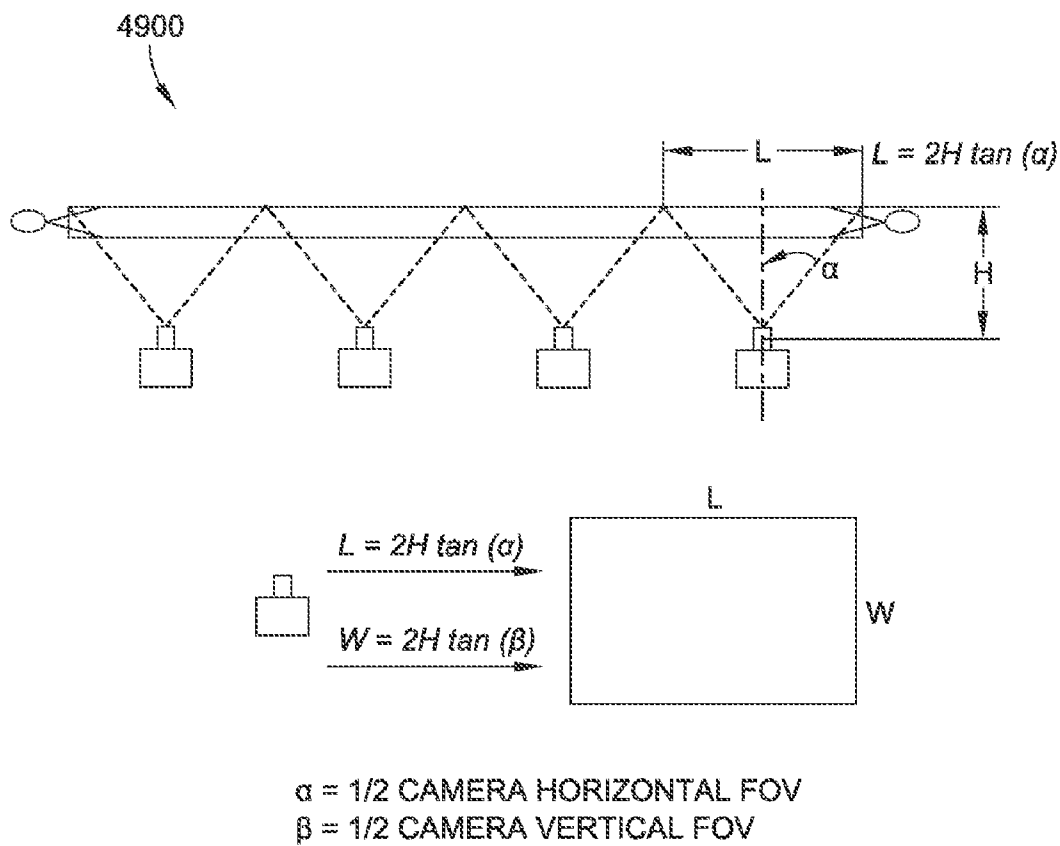 4900
L
L = 2H tan (α)
α
H
L
L = 2H tan (α)
W
W = 2H tan (β)
α = 1/2 CAMERA HORIZONTAL FOV
β = 1/2 CAMERA VERTICAL FOV